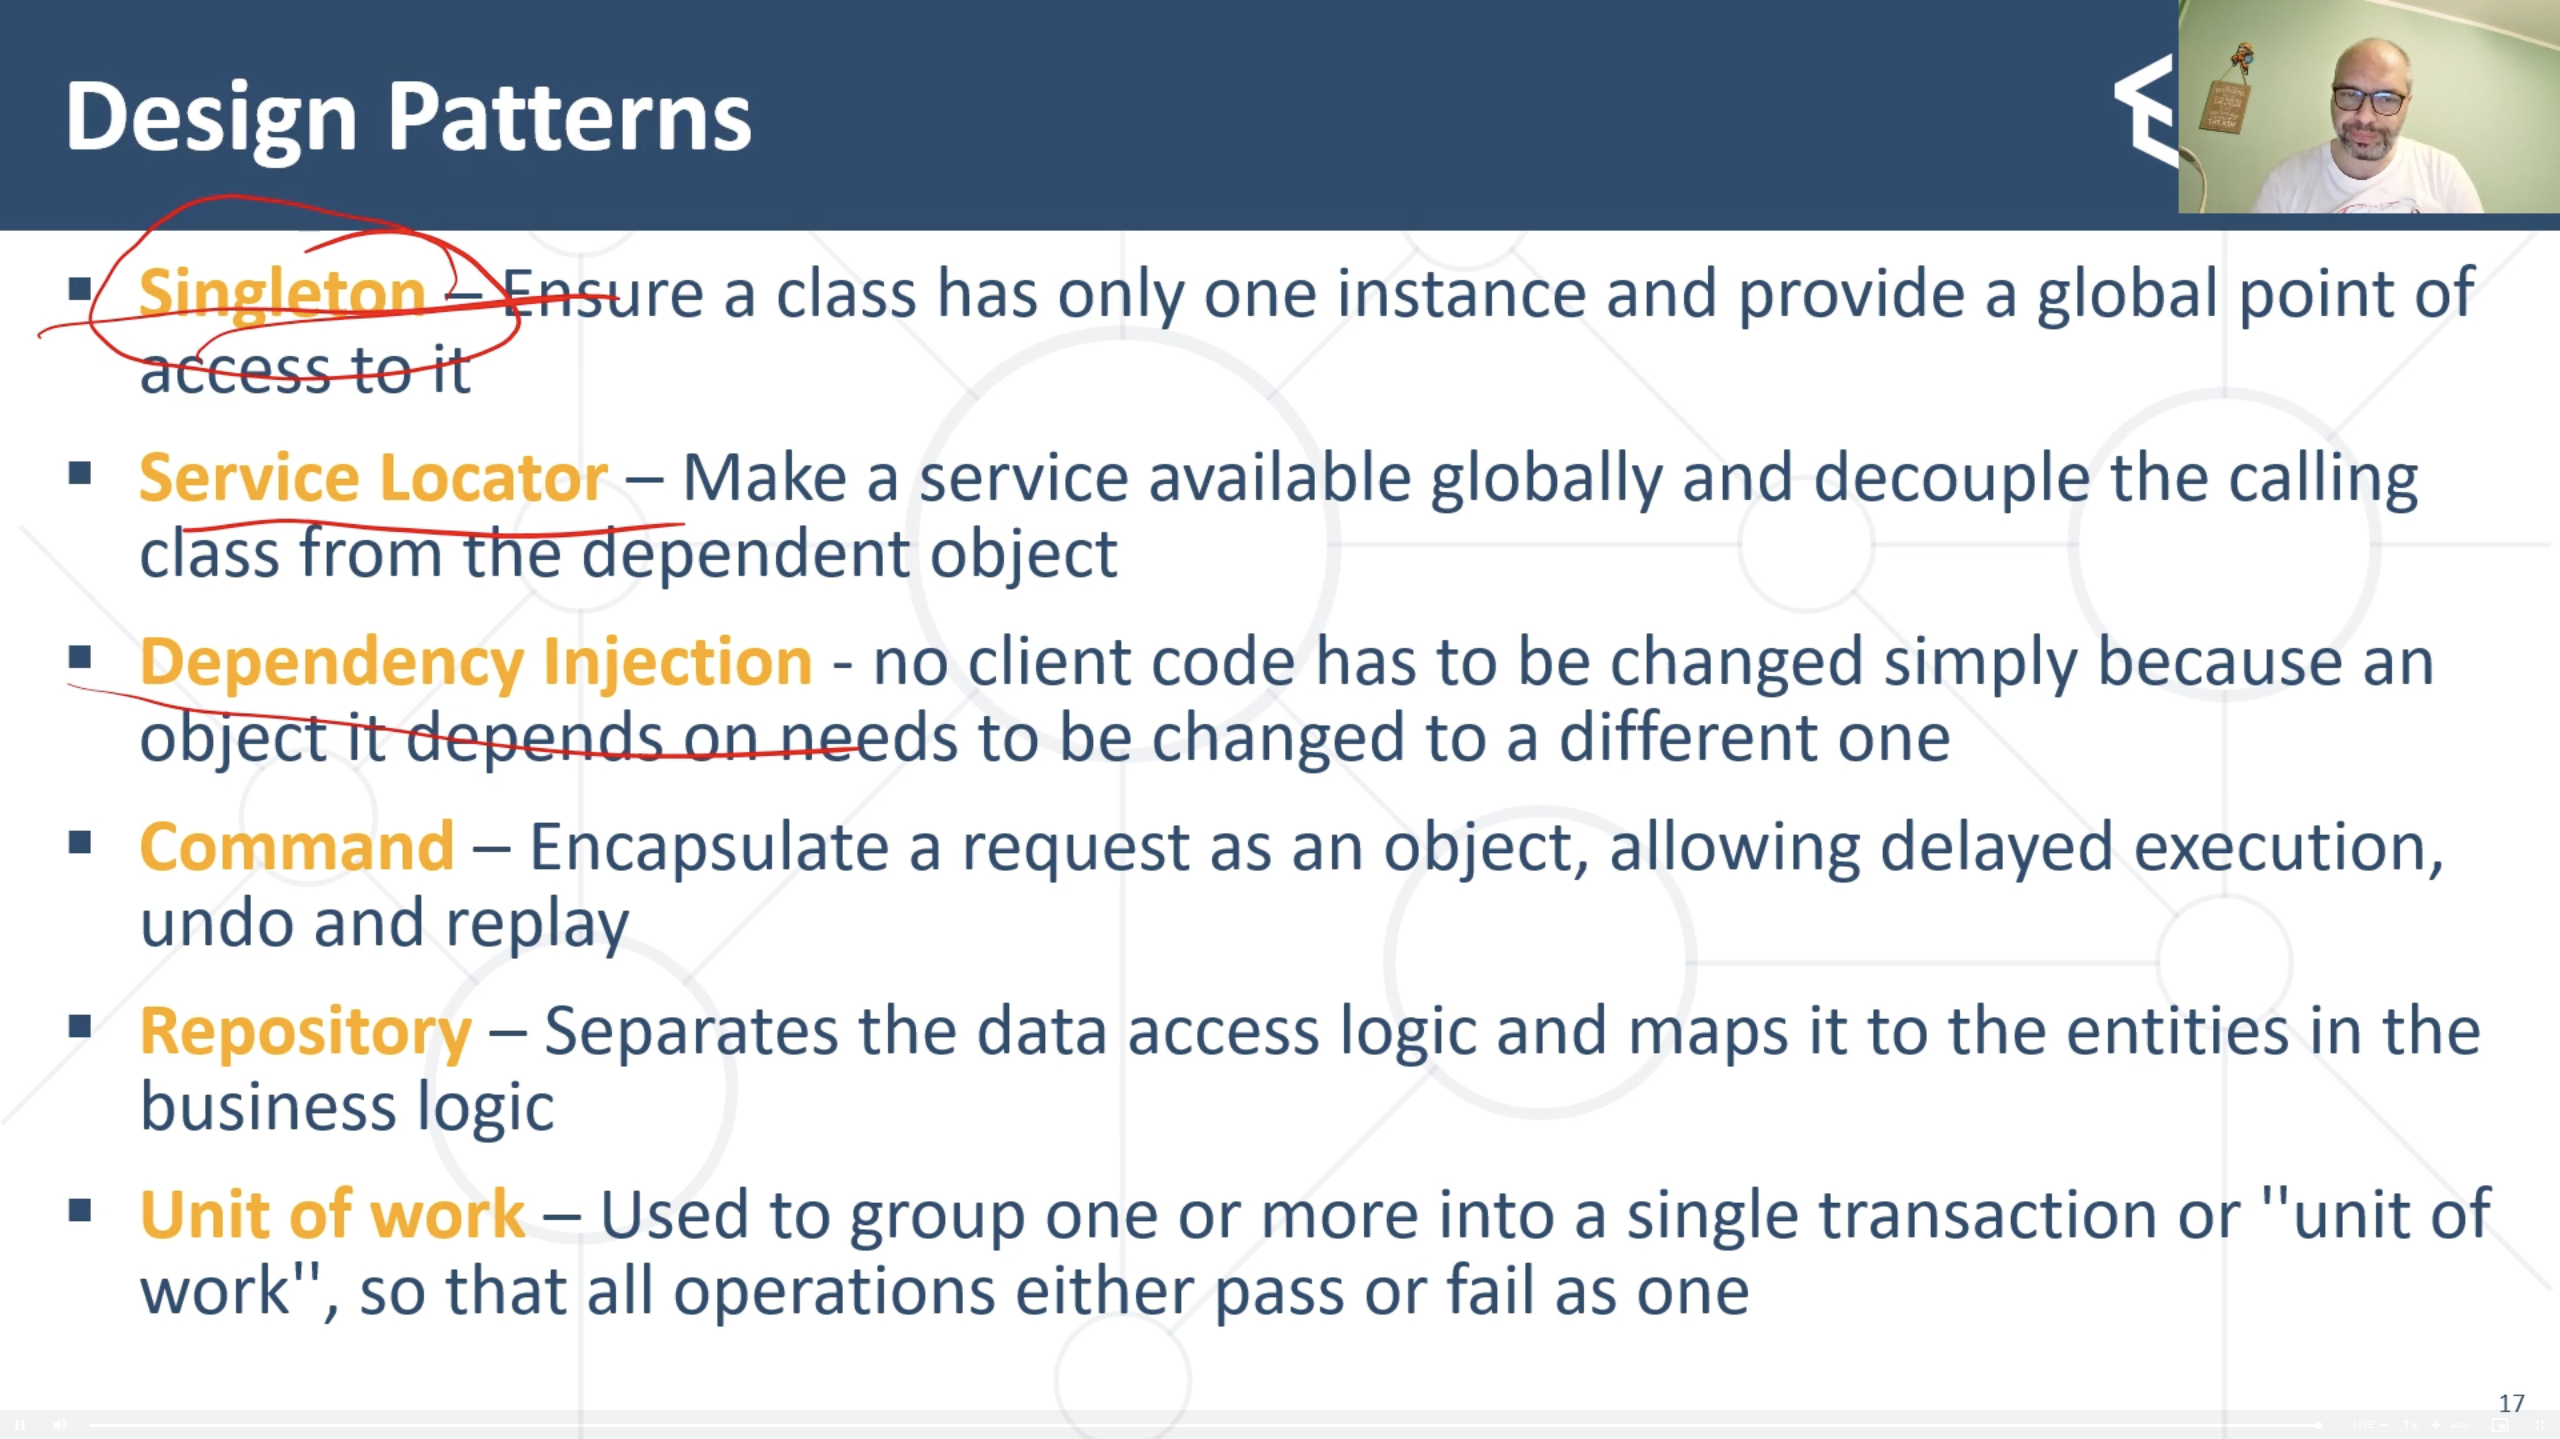 Design Patterns
Singleton – Ensure a class has only one instance and provide a global point of
access to it
Service Locator – Make a service available globally and decouple the calling
class from the dependent object
Dependency Injection - no client code has to be changed simply because an
object it depends on needs to be changed to a different one
Command – Encapsulate a request as an object, allowing delayed execution,
undo and replay
Repository – Separates the data access logic and maps it to the entities in the
business logic
Unit of work – Used to group one or more into a single transaction or "unit of
work", so that all operations either pass or fail as one
17
LIVE
1x